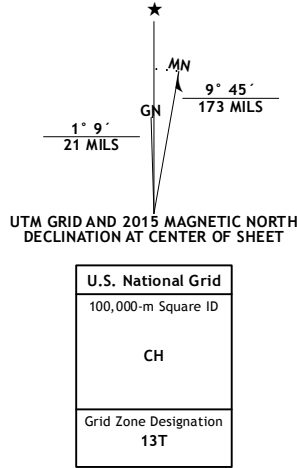 ★
MN
GN
9° 45´
173 MILS
1° 9´
21 MILS
UTM GRID AND 2015 MAGNETIC NORTH
DECLINATION AT CENTER OF SHEET
U.S. National Grid
100,000-m Square ID
CH
Grid Zone Designation
13T